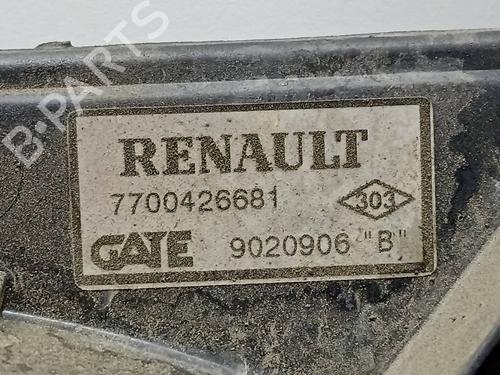 B-PARTS
RENAULT
7700426681 303
GATE 9020906 "B"